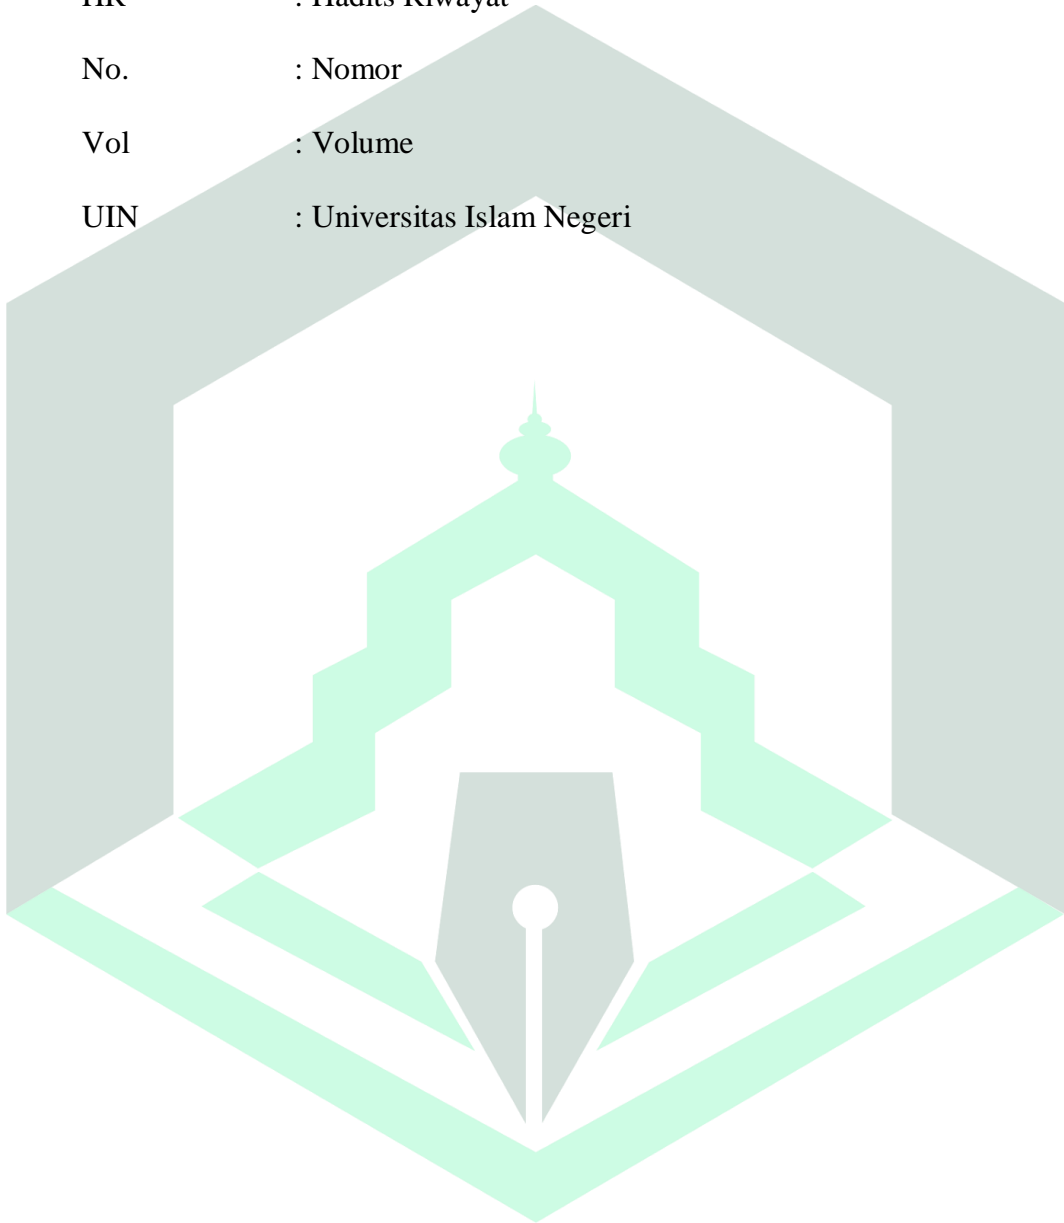 HR : Hadits Riwayat
No. : Nomor
Vol : Volume
UIN : Universitas Islam Negeri